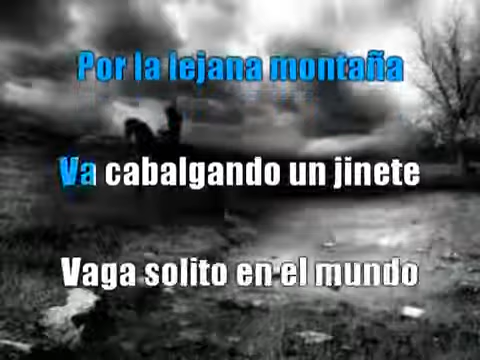 Por la lejana montaña
Va cabalgando un jinete
Vaga solito en el mundo